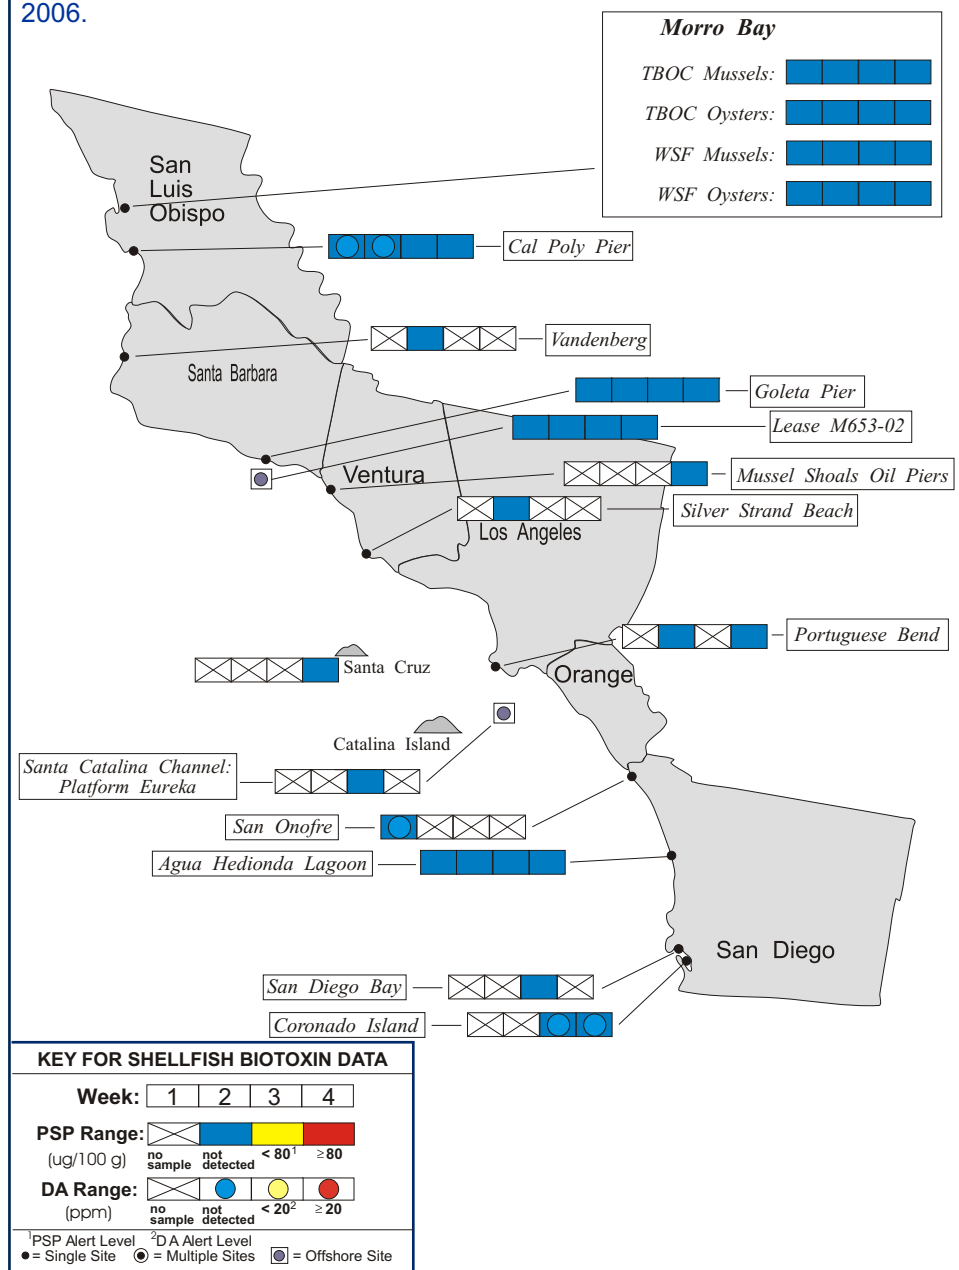 2006.
Morro Bay
TBOC Mussels:
TBOC Oysters:
WSF Mussels:
WSF Oysters:
San
Luis
Obispo
Cal Poly Pier
Vandenberg
Santa Barbara
Goleta Pier
Lease M653-02
Ventura
Mussel Shoals Oil Piers
Silver Strand Beach
Los Angeles
Portuguese Bend
Santa Cruz
Orange
Catalina Island
Santa Catalina Channel:
Platform Eureka
San Onofre
Agua Hedionda Lagoon
San Diego
San Diego Bay
Coronado Island
KEY FOR SHELLFISH BIOTOXIN DATA
Week: 1 2 3 4
PSP Range:
(ug/100 g) no sample not detected < 80¹ ≥80
DA Range:
(ppm) no sample not detected < 20² ≥20
¹PSP Alert Level ²DA Alert Level
= Single Site = Multiple Sites = Offshore Site